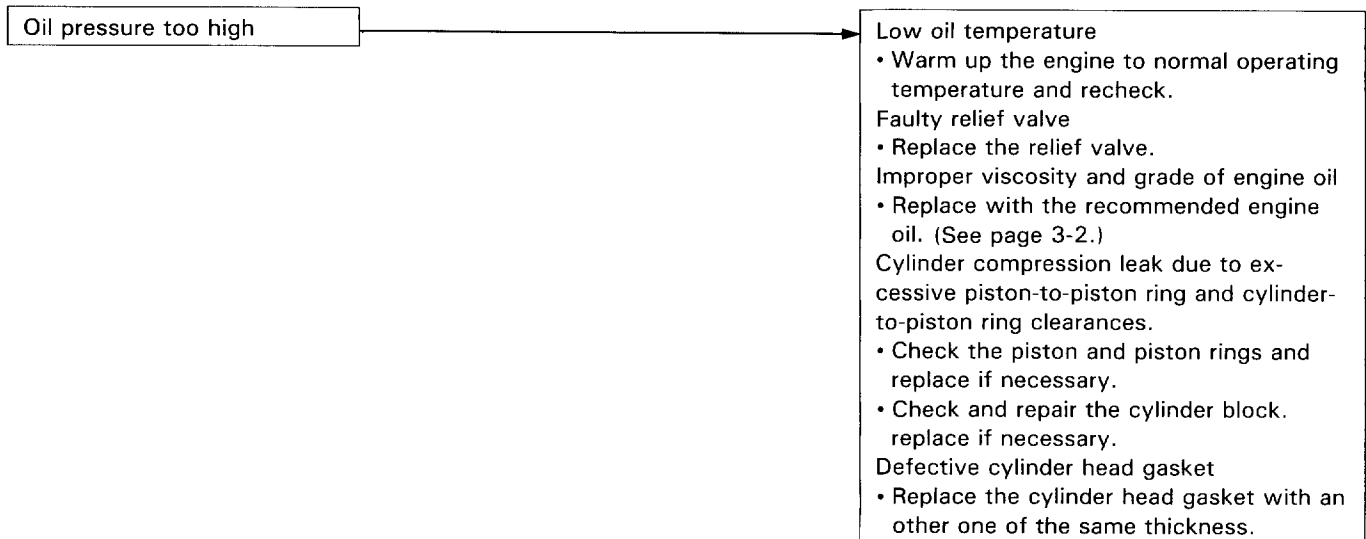 Oil pressure too high
Low oil temperature
• Warm up the engine to normal operating
temperature and recheck.
Faulty relief valve
• Replace the relief valve.
Improper viscosity and grade of engine oil
• Replace with the recommended engine
oil. (See page 3-2.)
Cylinder compression leak due to ex-
cessive piston-to-piston ring and cylinder-
to-piston ring clearances.
• Check the piston and piston rings and
replace if necessary.
• Check and repair the cylinder block.
replace if necessary.
Defective cylinder head gasket
• Replace the cylinder head gasket with an
other one of the same thickness.